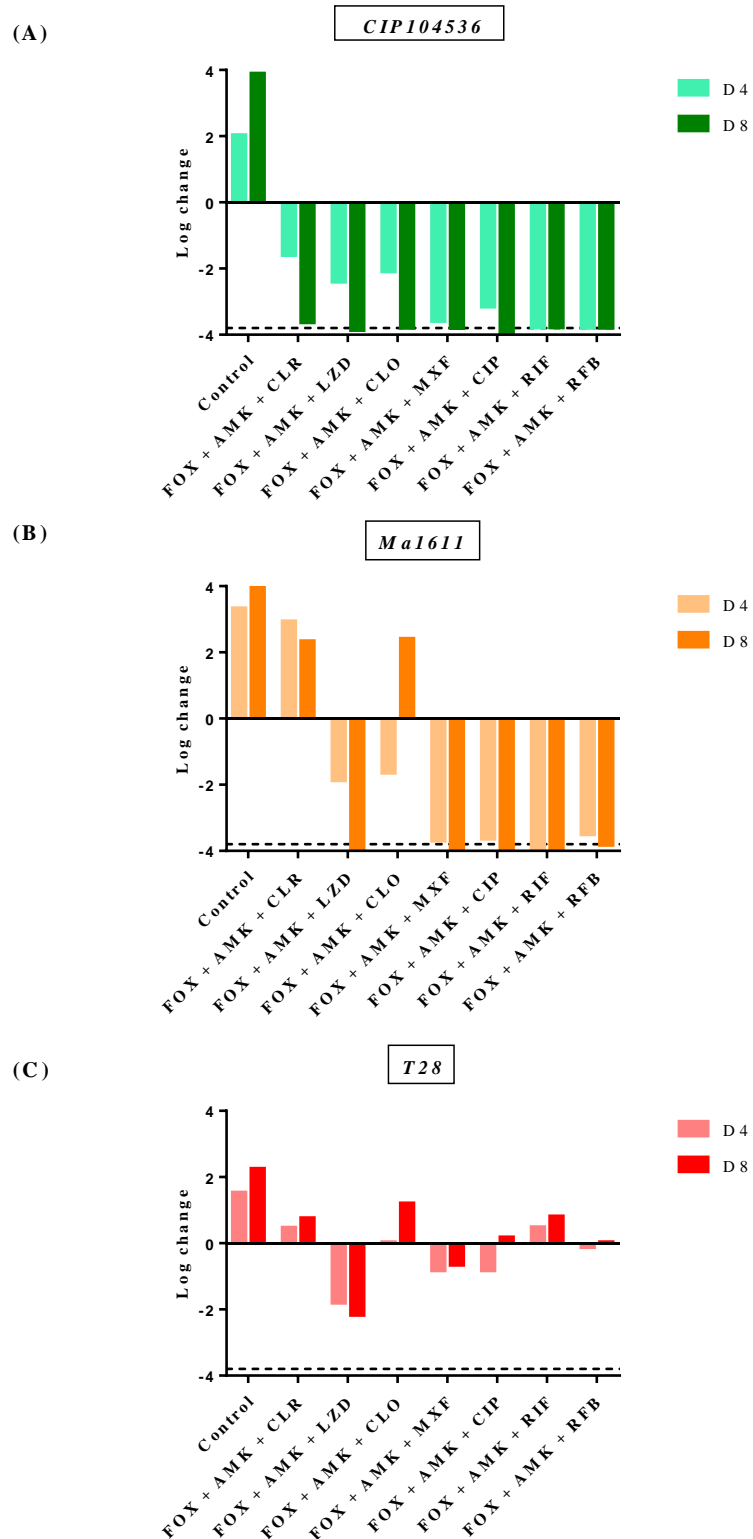 (A)
CIP104536
4
2
0
-2
-4
Log change
D 4
D 8
Control
FOX + AMK + CLR
FOX + AMK + LZD
FOX + AMK + CLO
FOX + AMK + MXF
FOX + AMK + CIP
FOX + AMK + RIF
FOX + AMK + RFB
(B)
Ma1611
4
2
0
-2
-4
Log change
D 4
D 8
Control
FOX + AMK + CLR
FOX + AMK + LZD
FOX + AMK + CLO
FOX + AMK + MXF
FOX + AMK + CIP
FOX + AMK + RIF
FOX + AMK + RFB
(C)
T28
4
2
0
-2
-4
Log change
D 4
D 8
Control
FOX + AMK + CLR
FOX + AMK + LZD
FOX + AMK + CLO
FOX + AMK + MXF
FOX + AMK + CIP
FOX + AMK + RIF
FOX + AMK + RFB